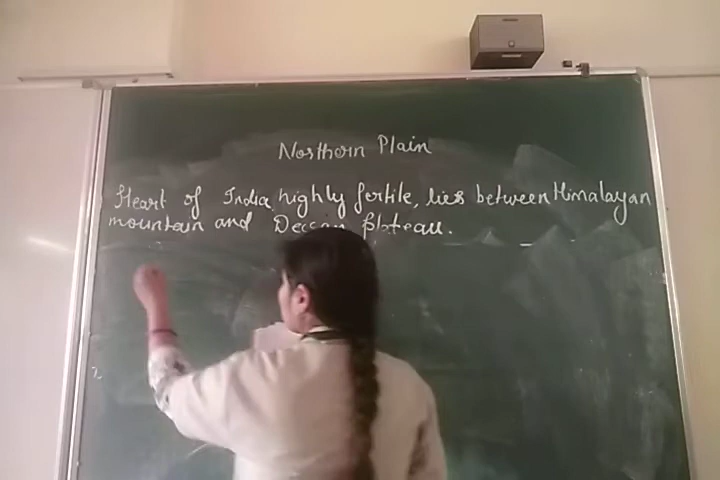 Northern Plain
Heart of India, highly fertile, lies between Himalayan
mountain and Deccan plateau.